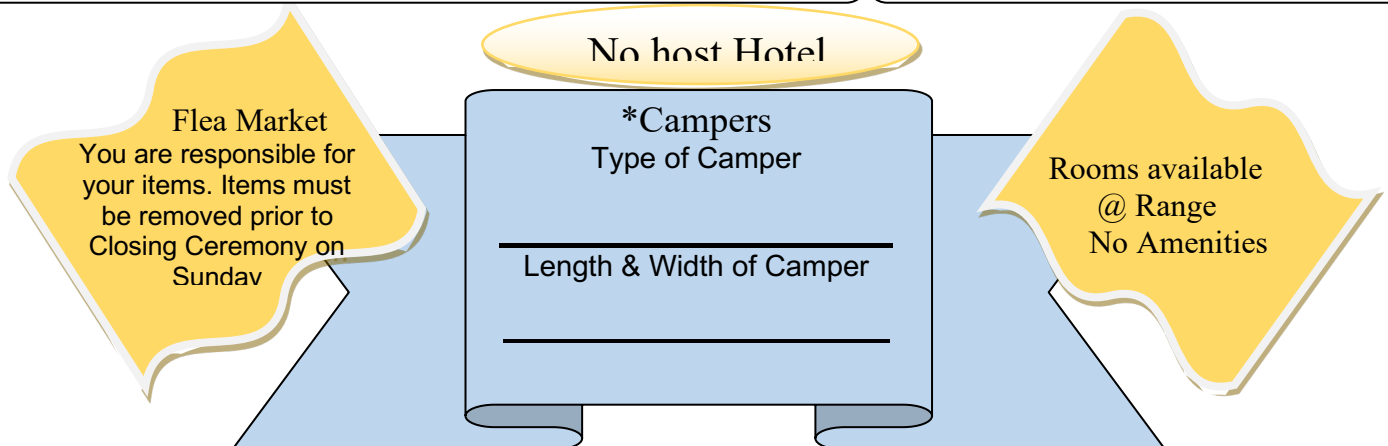 No host Hotel
Flea Market
You are responsible for
your items. Items must
be removed prior to
Closing Ceremony on
Sunday
*Campers
Type of Camper
Length & Width of Camper
Rooms available
@ Range
No Amenities